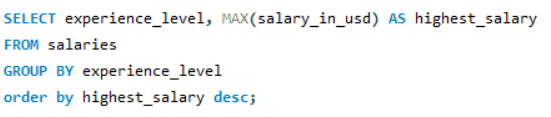 SELECT experience_level, MAX(salary_in_usd) AS highest_salary
FROM salaries
GROUP BY experience_level
order by highest_salary desc;